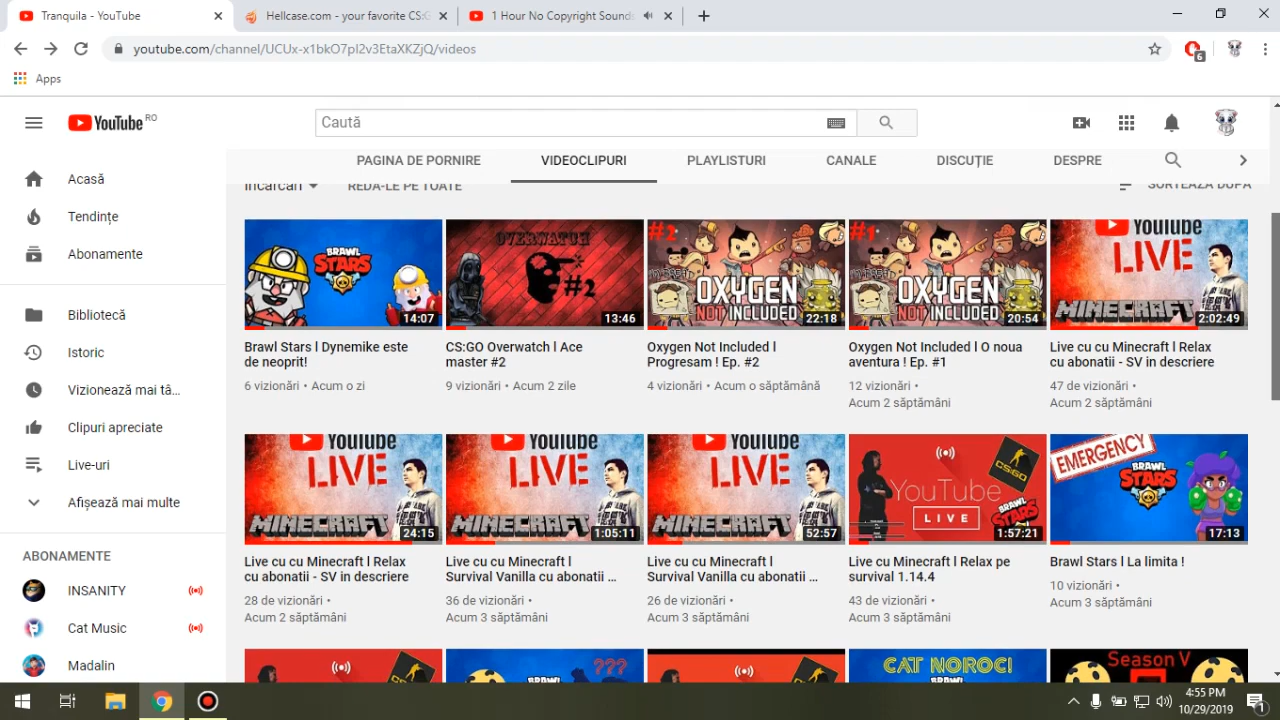 Tranquila - YouTube
Hellcase.com - your favorite CS:G
1 Hour No Copyright Sounds
youtube.com/channel/UCUx-x1bkO7pl2v3EtaXKZjQ/videos
6
Apps
YouTube RO
Caută
PAGINA DE PORNIRE VIDEOCLIPURI PLAYLISTURI CANALE DISCUȚIE DESPRE
Încărcări REDĂ-LE PE TOATE SORTEAZĂ DUPĂ
Acasă
Tendințe
Abonamente
Bibliotecă
Istoric
Vizionează mai tâ...
Clipuri apreciate
Live-uri
Afișează mai multe
ABONAMENTE
INSANITY
Cat Music
Madalin
BRAWL STARS
14:07
Brawl Stars l Dynemike este
de neoprit!
6 vizionări • Acum o zi
OVERWATCH
#2
13:46
CS:GO Overwatch l Ace
master #2
9 vizionări • Acum 2 zile
#2
OXYGEN
NOT INCLUDED
22:18
Oxygen Not Included l
Progresam ! Ep. #2
4 vizionări • Acum o săptămână
#1
OXYGEN
NOT INCLUDED
20:54
Oxygen Not Included l O noua
aventura ! Ep. #1
12 vizionări •
Acum 2 săptămâni
YouTube
LIVE
MINECRAFT
2:02:49
Live cu cu Minecraft l Relax
cu abonatii - SV in descriere
47 de vizionări •
Acum 2 săptămâni
YouTube
LIVE
MINECRAFT
24:15
Live cu cu Minecraft l Relax
cu abonatii - SV in descriere
28 de vizionări •
Acum 2 săptămâni
YouTube
LIVE
MINECRAFT
1:05:11
Live cu cu Minecraft l
Survival Vanilla cu abonatii ...
36 de vizionări •
Acum 3 săptămâni
YouTube
LIVE
MINECRAFT
52:57
Live cu cu Minecraft l
Survival Vanilla cu abonatii ...
26 de vizionări •
Acum 3 săptămâni
YouTube
LIVE
CS:GO
BRAWL STARS
1:57:21
Live cu cu Minecraft l Relax pe
survival 1.14.4
43 de vizionări •
Acum 3 săptămâni
EMERGENCY
BRAWL STARS
17:13
Brawl Stars l La limita !
10 vizionări •
Acum 3 săptămâni
???
CAT NOROC!
Season V
4:55 PM
10/29/2019
1